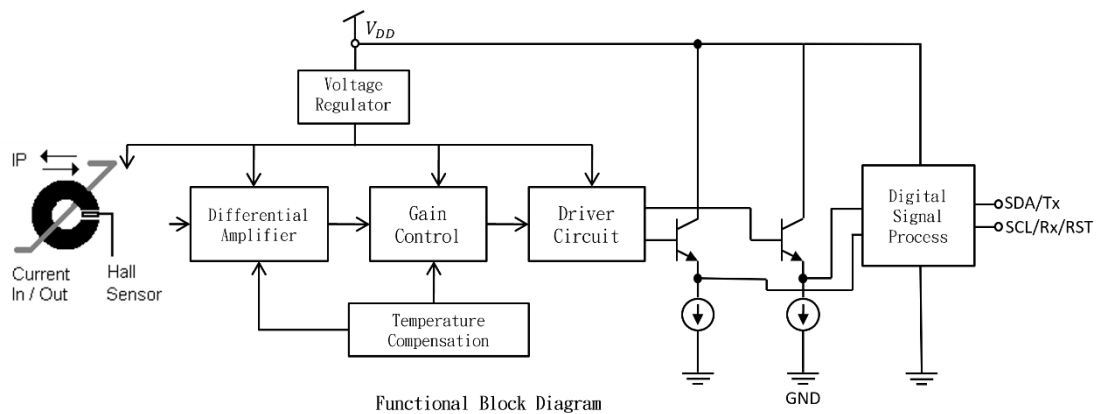 V_DD
Voltage
Regulator
IP
Differential
Amplifier
Gain
Control
Driver
Circuit
Digital
Signal
Process
SDA/Tx
SCL/Rx/RST
Current
In / Out
Hall
Sensor
Temperature
Compensation
GND
Functional Block Diagram